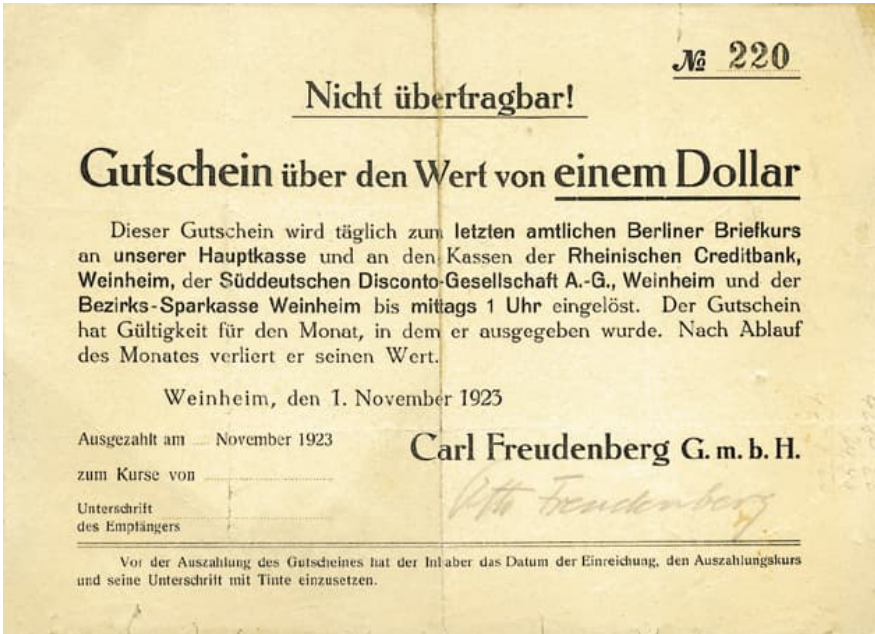 № 220
Nicht übertragbar!
Gutschein über den Wert von einem Dollar
Dieser Gutschein wird täglich zum letzten amtlichen Berliner Briefkurs
an unserer Hauptkasse und an den Kassen der Rheinischen Creditbank,
Weinheim, der Süddeutschen Disconto-Gesellschaft A.-G., Weinheim und der
Bezirks-Sparkasse Weinheim bis mittags 1 Uhr eingelöst. Der Gutschein
hat Gültigkeit für den Monat, in dem er ausgegeben wurde. Nach Ablauf
des Monates verliert er seinen Wert.
Weinheim, den 1. November 1923
Ausgezahlt am .... November 1923
Carl Freudenberg G. m. b. H.
zum Kurse von
Otto Freudenberg
Unterschrift
des Empfängers
Vor der Auszahlung des Gutscheines hat der Inhaber das Datum der Einreichung, den Auszahlungskurs
und seine Unterschrift mit Tinte einzusetzen.